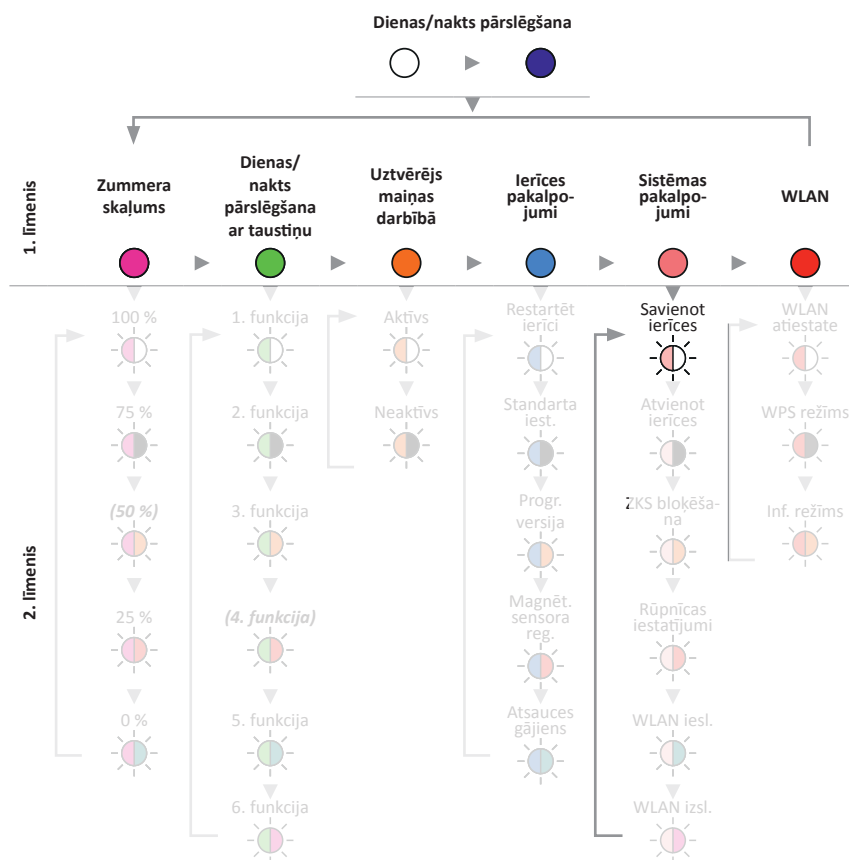 Dienas/nakts pārslēgšana
1. līmenis
Zummera
skaļums
Dienas/
nakts
pārslēgšana
ar taustiņu
Uztvērējs
maiņas
darbībā
Ierīces
pakalpo-
jumi
Sistēmas
pakalpo-
jumi
WLAN
2. līmenis
100 %
75 %
(50 %)
25 %
0 %
1. funkcija
2. funkcija
3. funkcija
(4. funkcija)
5. funkcija
6. funkcija
Aktīvs
Neaktīvs
Restartēt
ierīci
Standarta
iest.
Progr.
versija
Magnēt.
sensora
reg.
Atsauces
gājiens
Savienot
ierīces
Atvienot
ierīces
ZKS bloķēša-
na
Rūpnīcas
iestatījumi
WLAN iesl.
WLAN izsl.
WLAN
atiestate
WPS režīms
Inf. režīms